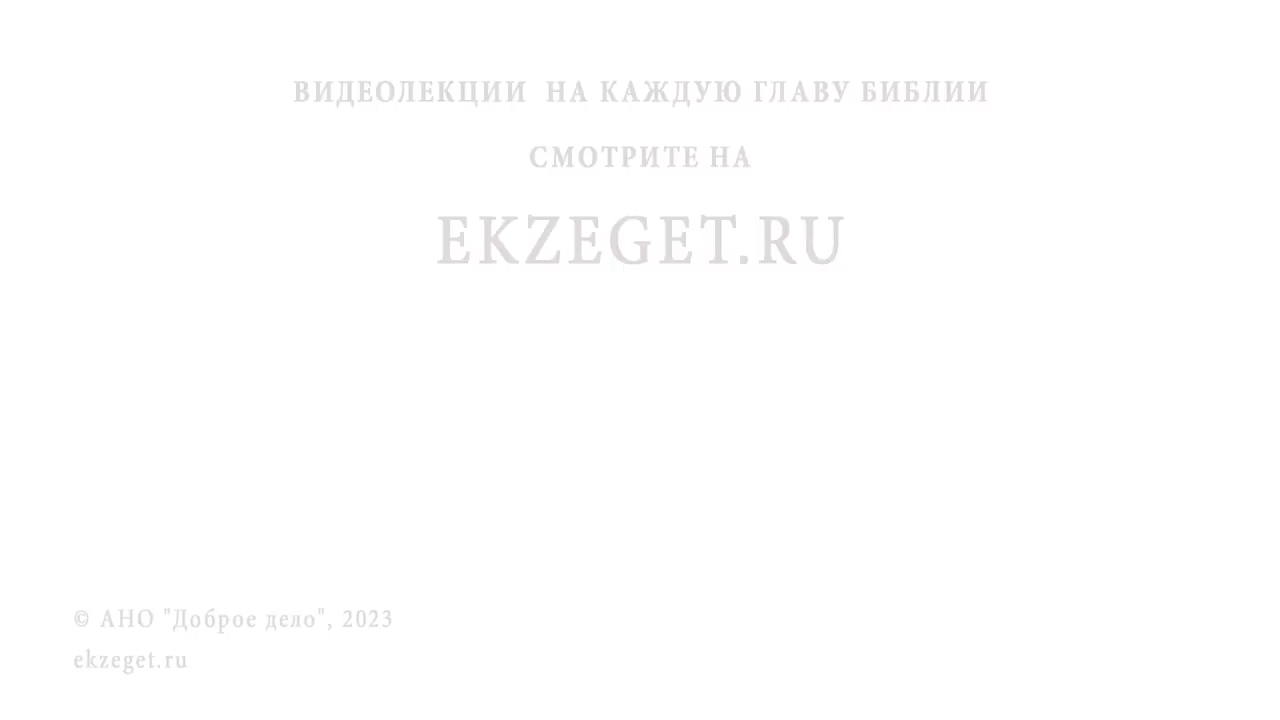 ВИДЕОЛЕКЦИИ НА КАЖДУЮ ГЛАВУ БИБЛИИ
СМОТРИТЕ НА
EKZEGET.RU
© АНО "Доброе дело", 2023
ekzeget.ru